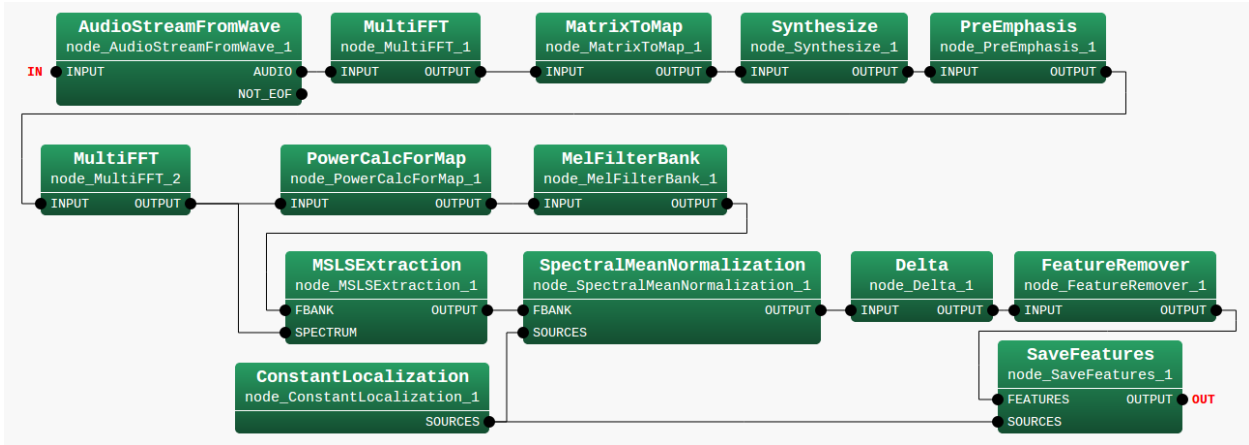 AudioStreamFromWave
node_AudioStreamFromWave_1
IN INPUT AUDIO
NOT_EOF
MultiFFT
node_MultiFFT_1
INPUT OUTPUT
MatrixToMap
node_MatrixToMap_1
INPUT OUTPUT
Synthesize
node_Synthesize_1
INPUT OUTPUT
PreEmphasis
node_PreEmphasis_1
INPUT OUTPUT
MultiFFT
node_MultiFFT_2
INPUT OUTPUT
PowerCalcForMap
node_PowerCalcForMap_1
INPUT OUTPUT
MelFilterBank
node_MelFilterBank_1
INPUT OUTPUT
MSLSExtraction
node_MSLSExtraction_1
FBANK OUTPUT
SPECTRUM
SpectralMeanNormalization
node_SpectralMeanNormalization_1
FBANK OUTPUT
SOURCES
Delta
node_Delta_1
INPUT OUTPUT
FeatureRemover
node_FeatureRemover_1
INPUT OUTPUT
ConstantLocalization
node_ConstantLocalization_1
SOURCES
SaveFeatures
node_SaveFeatures_1
FEATURES OUTPUT OUT
SOURCES